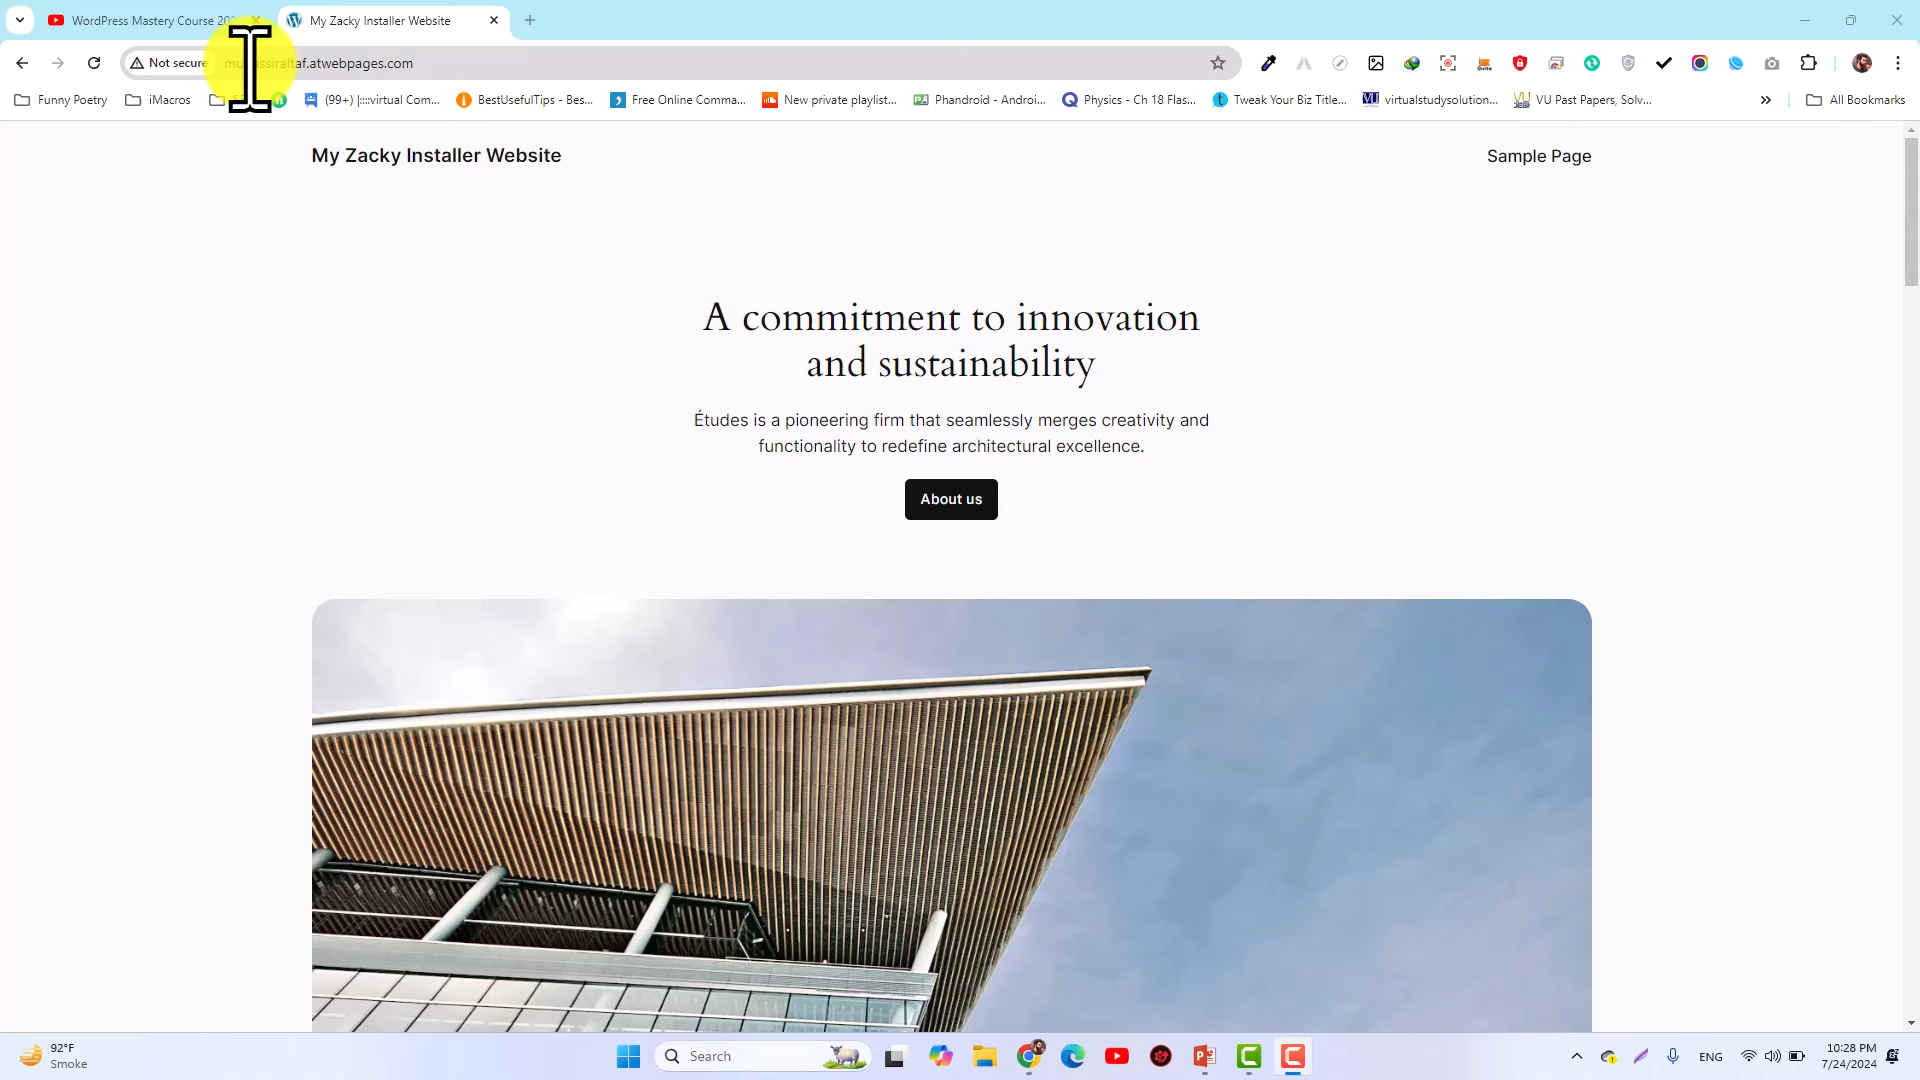 WordPress Mastery Course
My Zacky Installer Website
Not secure
.atwebpages.com
Funny Poetry
iMacros
(99+) |::::virtual Com...
BestUsefulTips - Bes...
Free Online Comma...
New private playlist...
Phandroid - Androi...
Physics - Ch 18 Flas...
Tweak Your Biz Title...
virtualstudysolution...
VU Past Papers, Solv...
All Bookmarks
My Zacky Installer Website
Sample Page
A commitment to innovation
and sustainability
Études is a pioneering firm that seamlessly merges creativity and
functionality to redefine architectural excellence.
About us
92°F
Smoke
Search
ENG
10:28 PM
7/24/2024